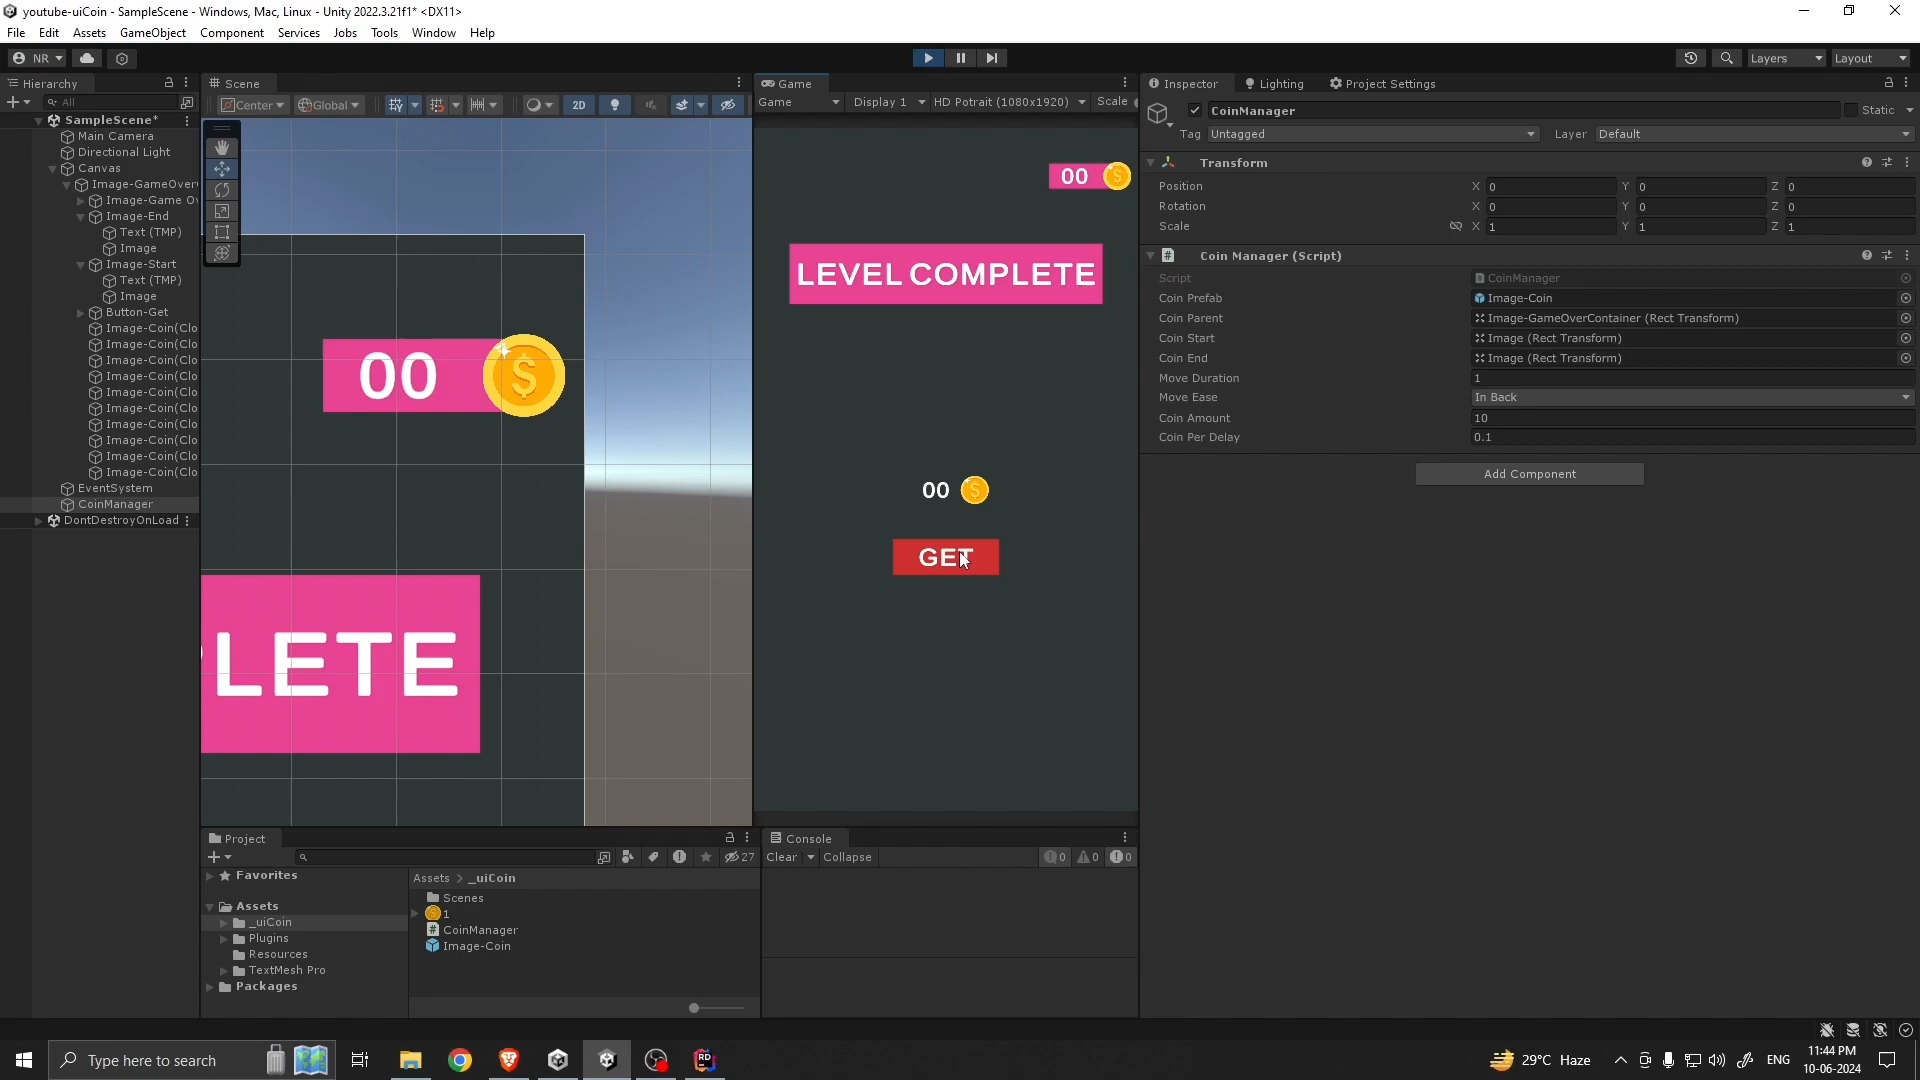 youtube-uiCoin - SampleScene - Windows, Mac, Linux - Unity 2022.3.21f1* <DX11>
File Edit Assets GameObject Component Services Jobs Tools Window Help
NR Layers Layout
Hierarchy
All
SampleScene*
Main Camera
Directional Light
Canvas
Image-GameOver
Image-Game O
Image-End
Text (TMP)
Image
Image-Start
Text (TMP)
Image
Button-Get
Image-Coin(Clo
Image-Coin(Clo
Image-Coin(Clo
Image-Coin(Clo
Image-Coin(Clo
Image-Coin(Clo
Image-Coin(Clo
Image-Coin(Clo
Image-Coin(Clo
Image-Coin(Clo
EventSystem
CoinManager
DontDestroyOnLoad
Scene
Center Global 2D
00 $
LETE
Game
Game Display 1 HD Potrait (1080x1920) Scale
00 $
LEVEL COMPLETE
00 $
GET
Inspector Lighting Project Settings
CoinManager Static
Tag Untagged Layer Default
Transform
Position X 0 Y 0 Z 0
Rotation X 0 Y 0 Z 0
Scale X 1 Y 1 Z 1
# Coin Manager (Script)
Script CoinManager
Coin Prefab Image-Coin
Coin Parent Image-GameOverContainer (Rect Transform)
Coin Start Image (Rect Transform)
Coin End Image (Rect Transform)
Move Duration 1
Move Ease In Back
Coin Amount 10
Coin Per Delay 0.1
Add Component
Project
27
Favorites
Assets
_uiCoin
Plugins
Resources
TextMesh Pro
Packages
Assets > _uiCoin
Scenes
1
CoinManager
Image-Coin
Console
Clear Collapse 0 0 0
Type here to search
RD
29°C Haze
ENG
11:44 PM
10-06-2024